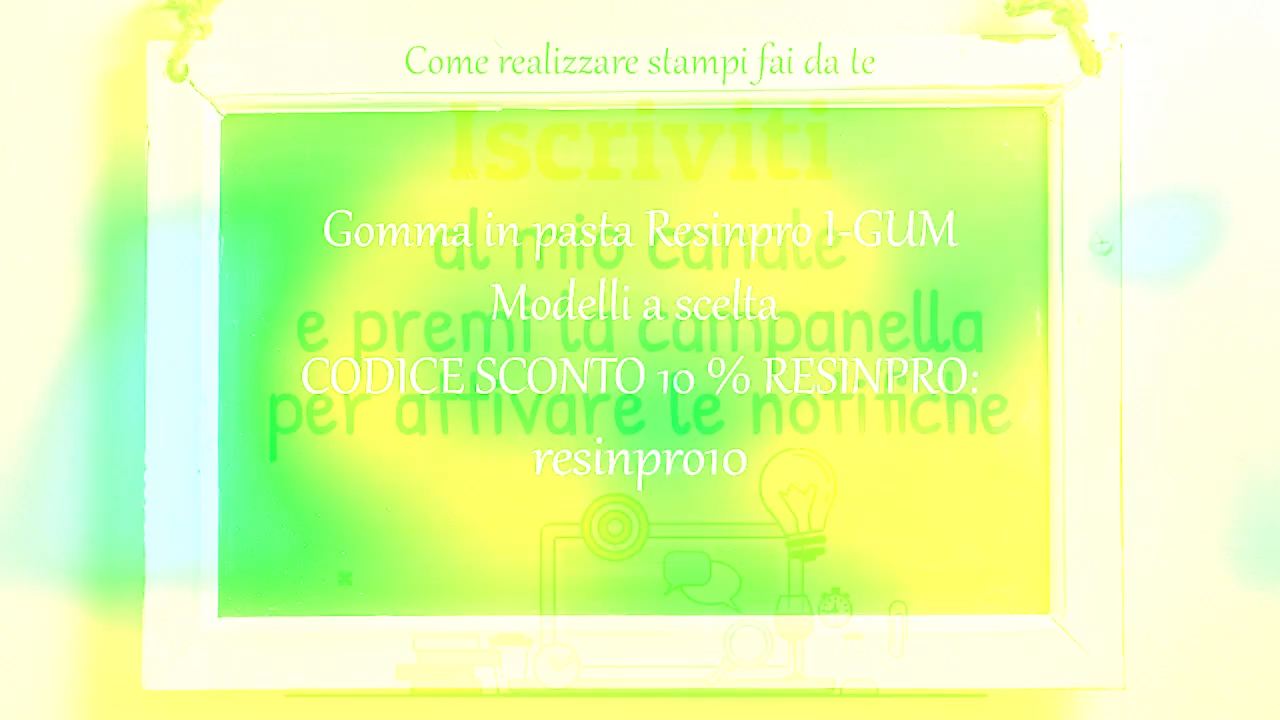 Come realizzare stampi fai da te
Iscriviti
Gomma in pasta Resinpro I-GUM
al mio canale
Modelli a scelta
e premi la campanella
CODICE SCONTO 10 % RESINPRO:
per attivare le notifiche
resinpro10